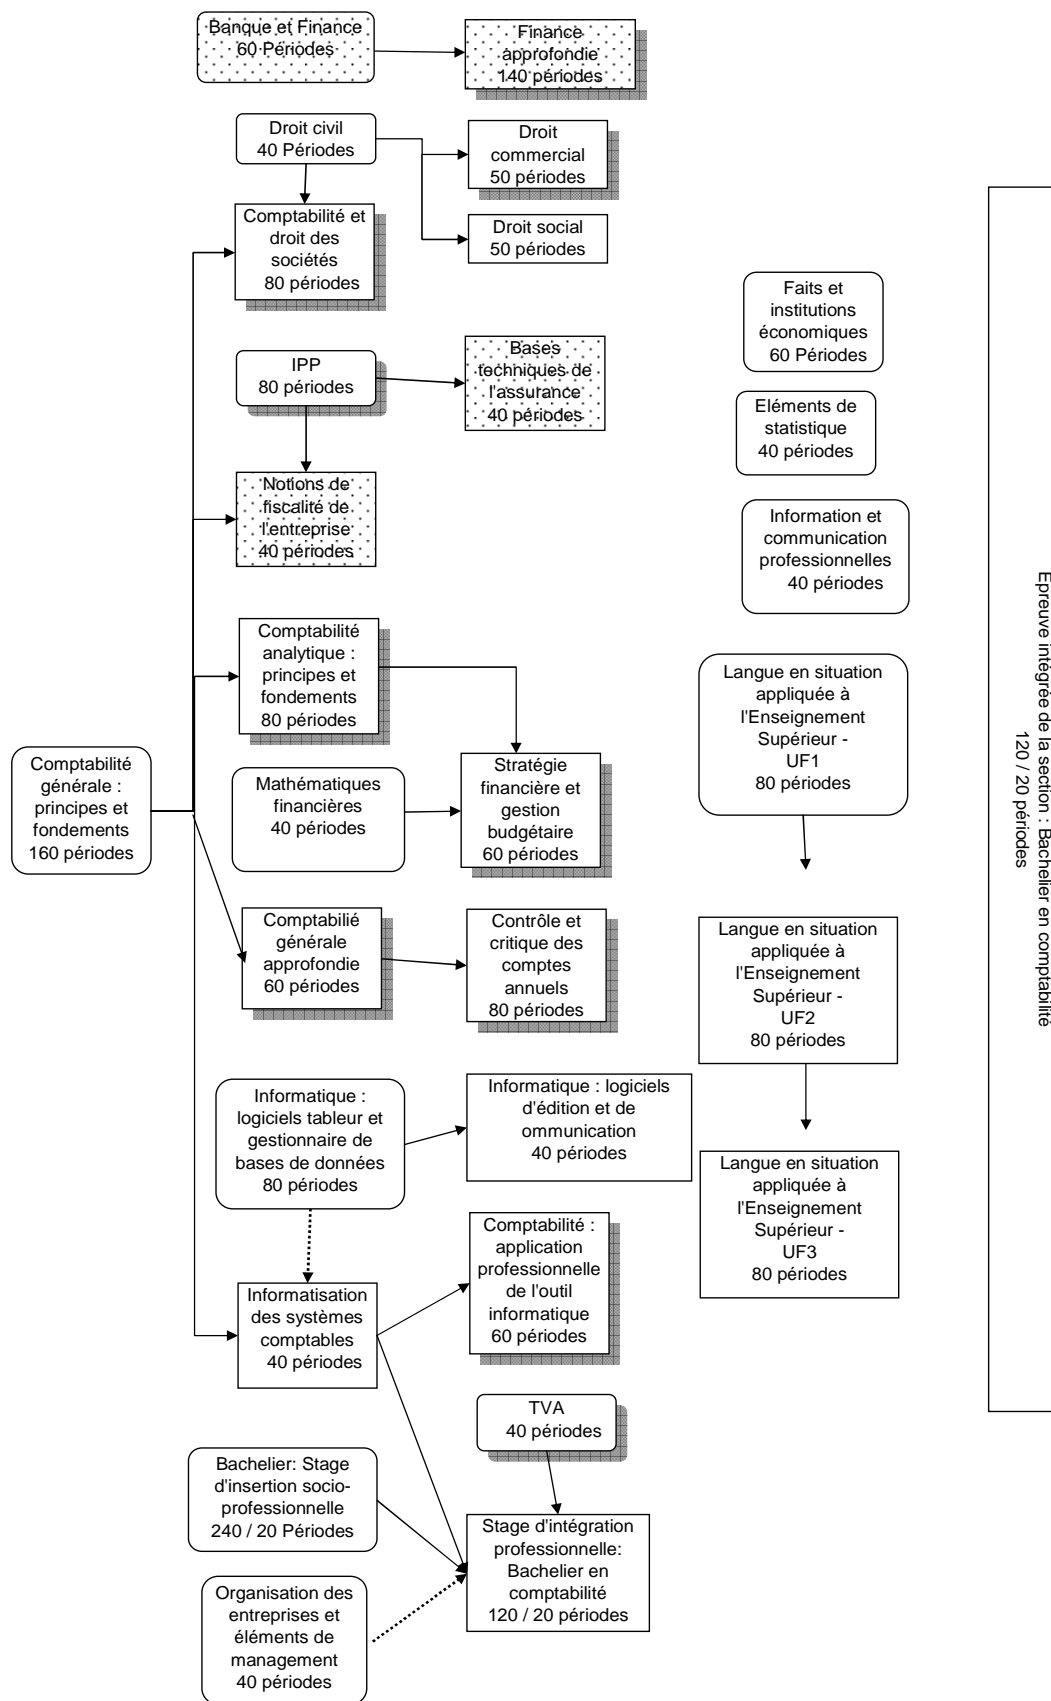 Banque et Finance
60 Périodes
Finance
approfondie
140 périodes
Droit civil
40 Périodes
Droit
commercial
50 périodes
Comptabilité et
droit des
sociétés
80 périodes
Droit social
50 périodes
Faits et
institutions
économiques
60 Périodes
IPP
80 périodes
Bases
techniques de
l'assurance
40 périodes
Eléments de
statistique
40 périodes
Notions de
fiscalité de
l'entreprise
40 périodes
Information et
communication
professionnelles
40 périodes
Comptabilité
analytique :
principes et
fondements
80 périodes
Langue en situation
appliquée à
l'Enseignement
Supérieur -
UF1
80 périodes
Comptabilité
générale :
principes et
fondements
160 périodes
Mathématiques
financières
40 périodes
Stratégie
financière et
gestion
budgétaire
60 périodes
Comptabilié
générale
approfondie
60 périodes
Contrôle et
critique des
comptes
annuels
80 périodes
Langue en situation
appliquée à
l'Enseignement
Supérieur -
UF2
80 périodes
Informatique :
logiciels tableur et
gestionnaire de
bases de données
80 périodes
Informatique : logiciels
d'édition et de
ommunication
40 périodes
Langue en situation
appliquée à
l'Enseignement
Supérieur -
UF3
80 périodes
Informatisation
des systèmes
comptables
40 périodes
Comptabilité :
application
professionnelle
de l'outil
informatique
60 périodes
TVA
40 périodes
Bachelier: Stage
d'insertion socio-
professionnelle
240 / 20 Périodes
Stage d'intégration
professionnelle:
Bachelier en
comptabilité
120 / 20 périodes
Organisation des
entreprises et
éléments de
management
40 périodes
Epreuve intégrée de la section : Bachelier en comptabilité
120 / 20 périodes